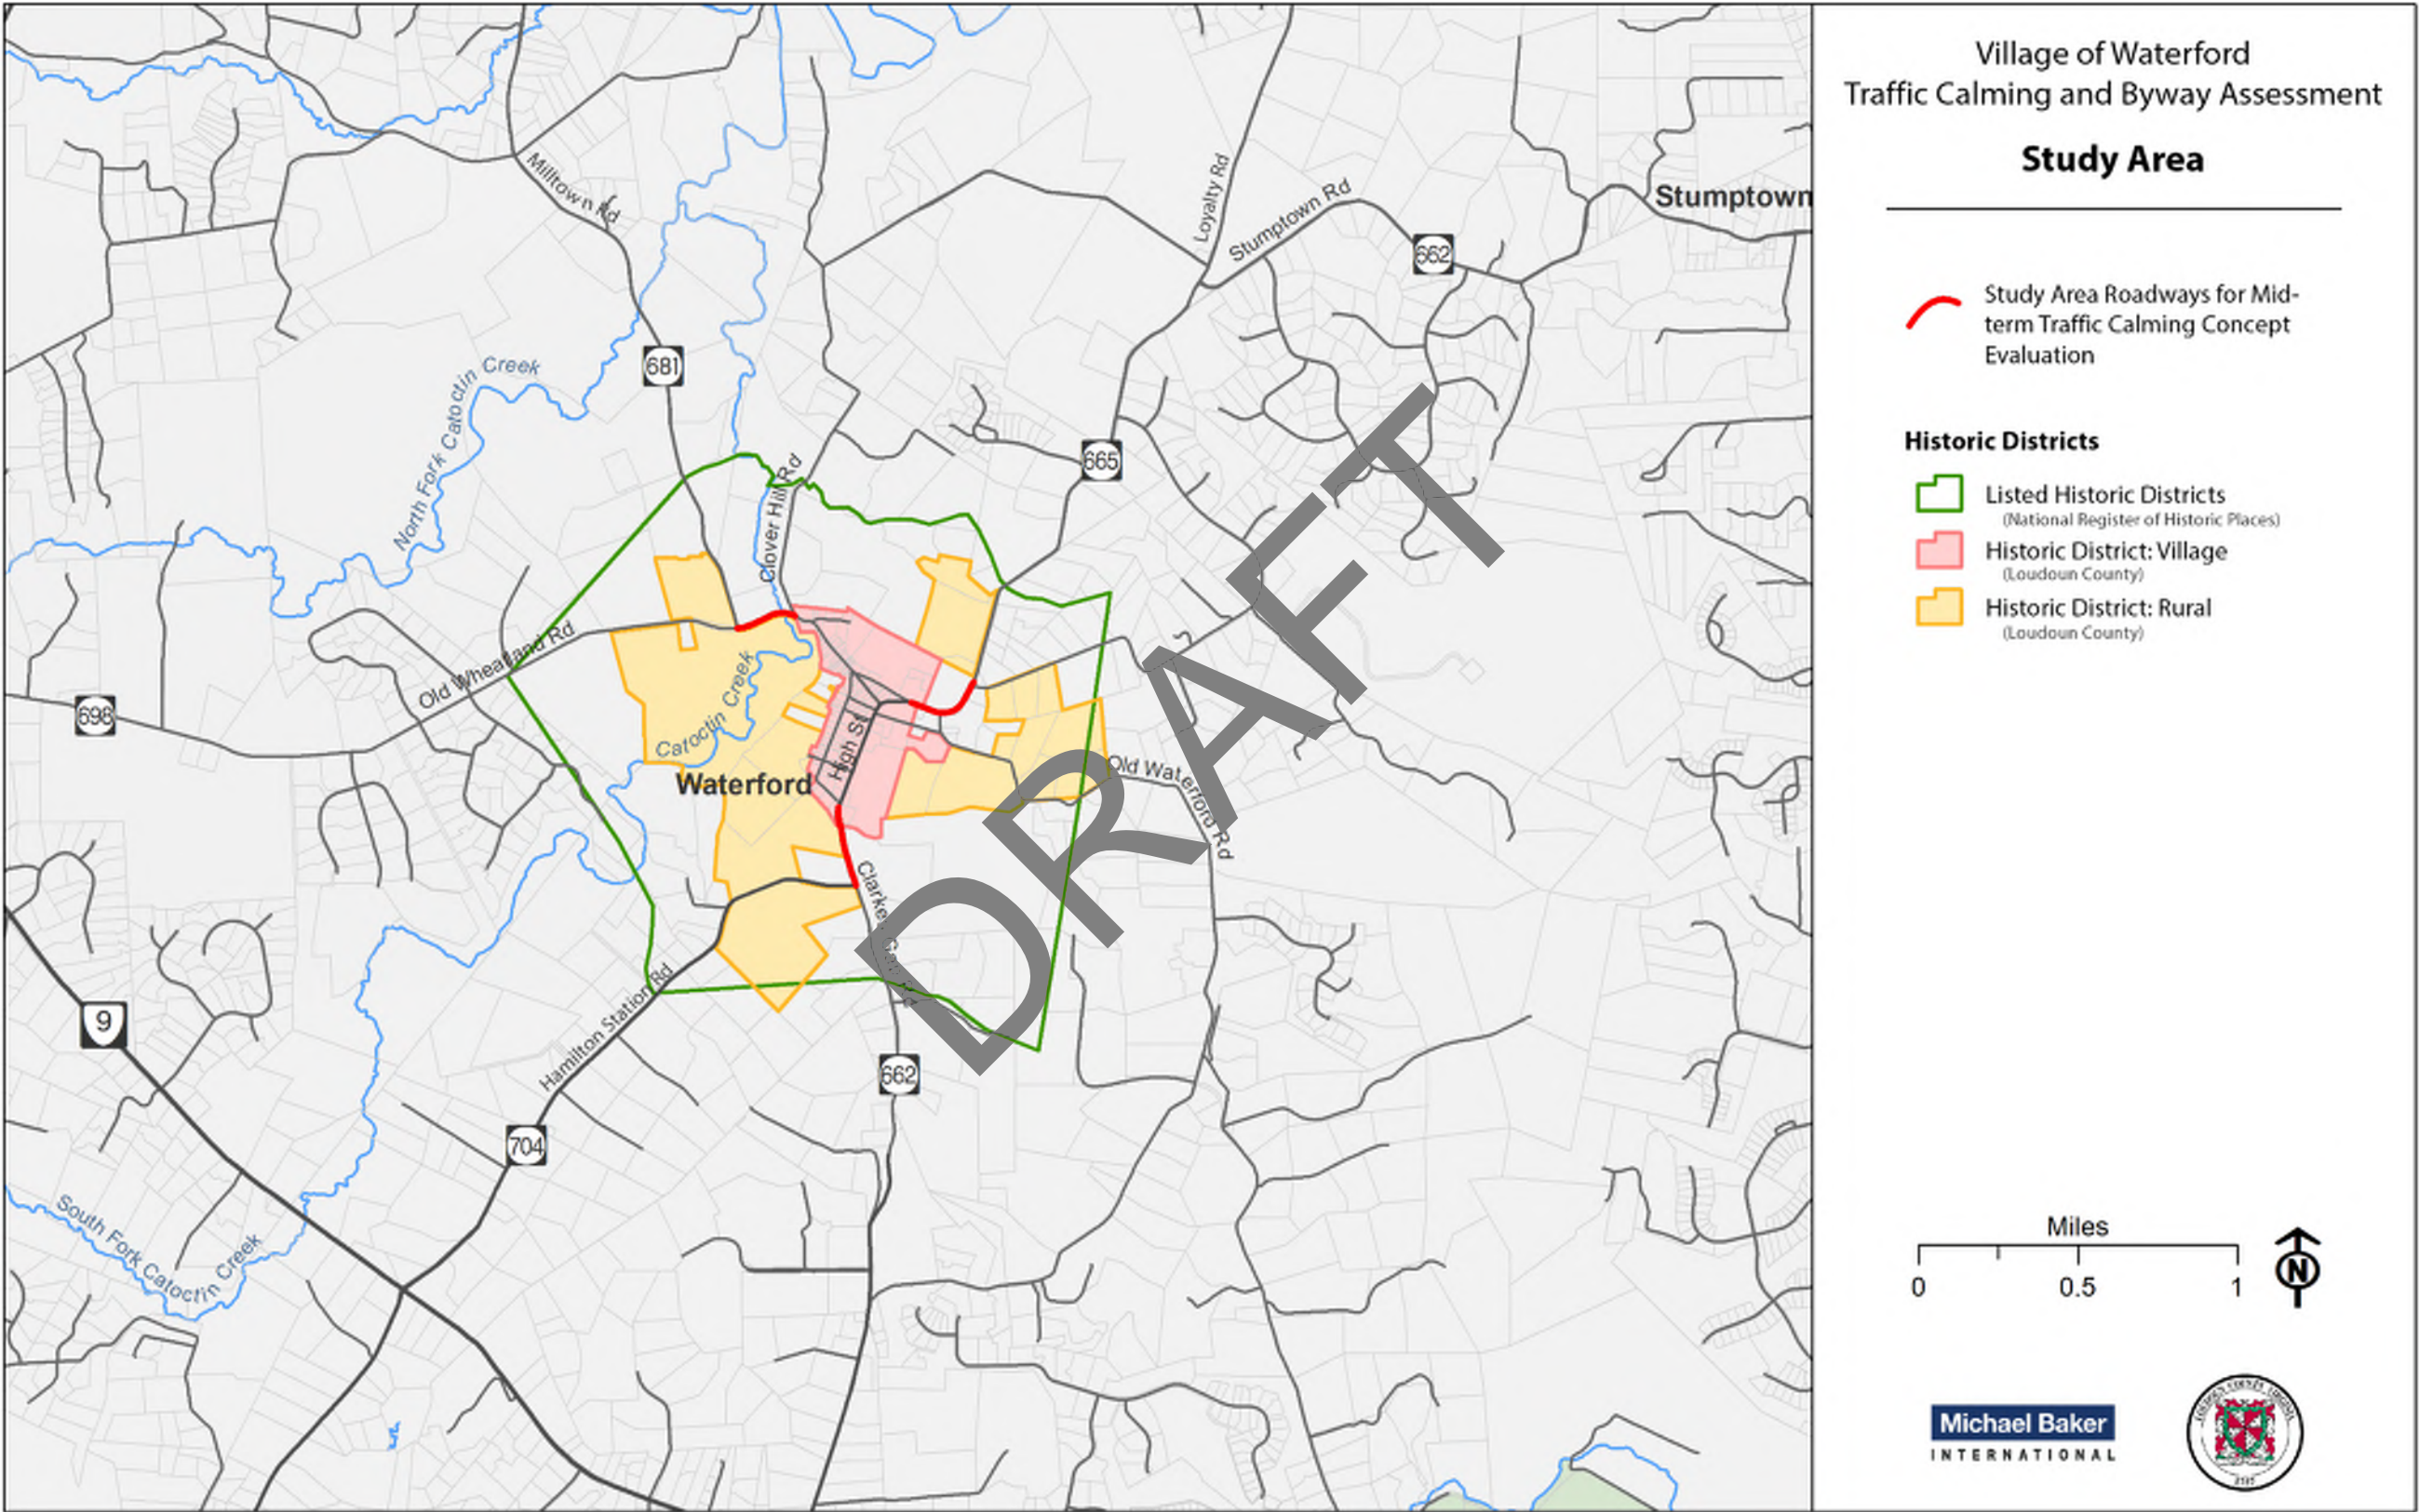 Village of Waterford
Traffic Calming and Byway Assessment
Study Area
Study Area Roadways for Mid-
term Traffic Calming Concept
Evaluation
Historic Districts
Listed Historic Districts
(National Register of Historic Places)
Historic District: Village
(Loudoun County)
Historic District: Rural
(Loudoun County)
Miles
0 0.5 1
N
Michael Baker
INTERNATIONAL
Milltown Rd
Loyalty Rd
Stumptown Rd
Stumptown
662
681
North Fork Catoctin Creek
665
Clover Hill Rd
Old Wheatland Rd
698
Catoctin Creek
High St
Waterford
Old Waterford Rd
Hamilton Station Rd
9
662
704
South Fork Catoctin Creek
DRAFT